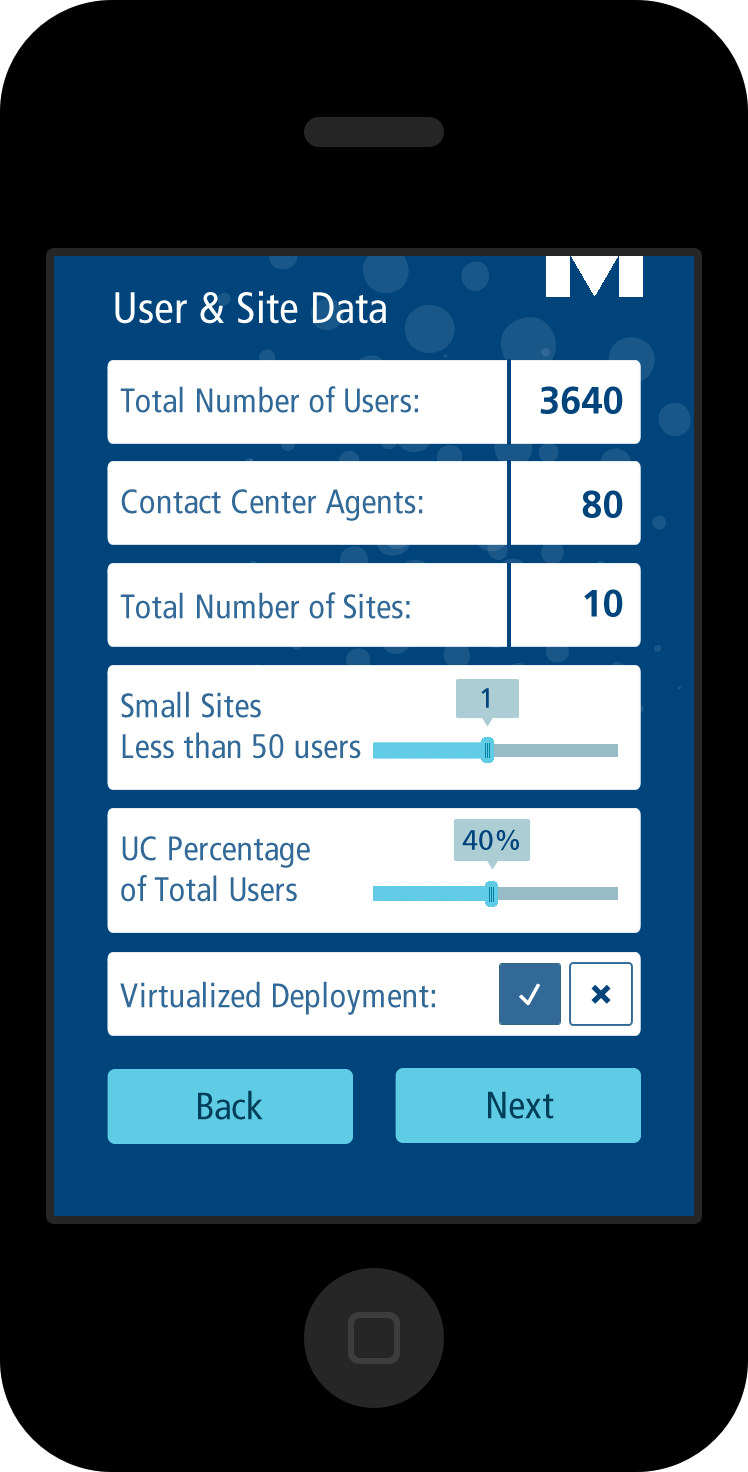 User & Site Data
Total Number of Users: 3640
Contact Center Agents: 80
Total Number of Sites: 10
Small Sites
Less than 50 users
1
UC Percentage
of Total Users
40%
Virtualized Deployment:
Back Next